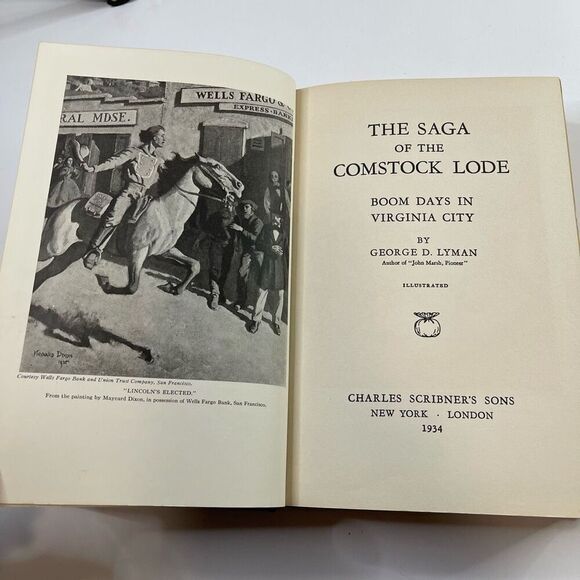 RAL MDSE.
WELLS FARGO &
EXPRESS-BANK
MAYNARD DIXON
Courtesy Wells Fargo Bank and Union Trust Company, San Francisco.
"LINCOLN'S ELECTED."
From the painting by Maynard Dixon, in possession of Wells Fargo Bank, San Francisco.
THE SAGA
OF THE
COMSTOCK LODE
BOOM DAYS IN
VIRGINIA CITY
BY
GEORGE D. LYMAN
Author of "John Marsh, Pioneer"
ILLUSTRATED
CHARLES SCRIBNER'S SONS
NEW YORK · LONDON
1934